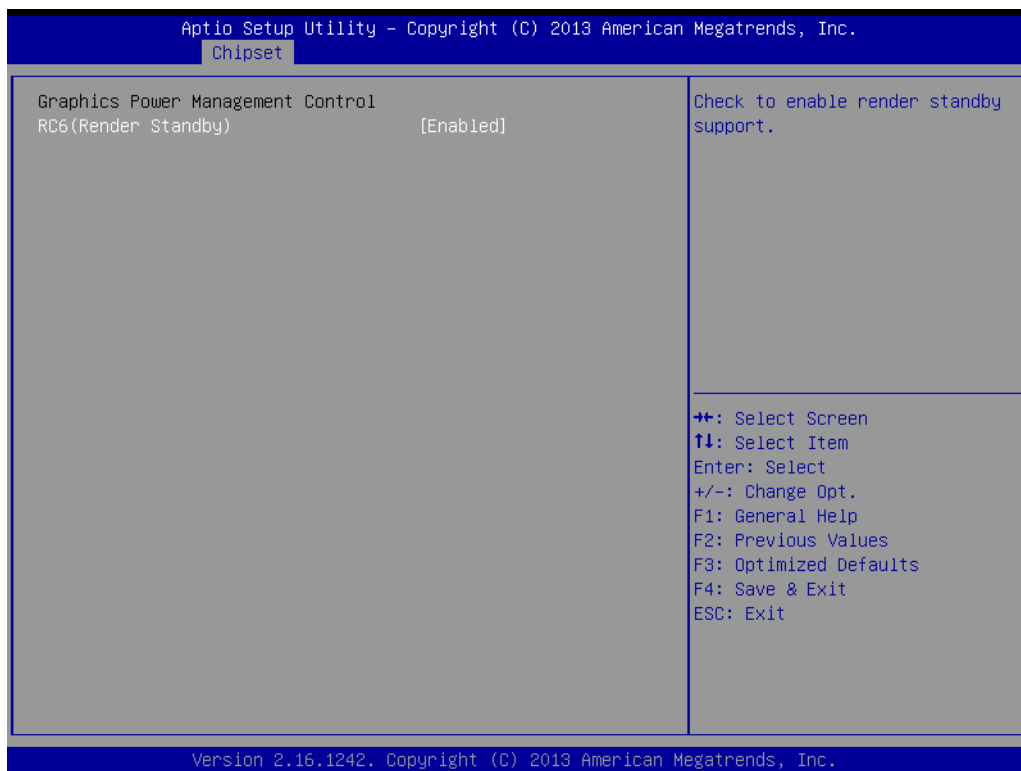 Aptio Setup Utility – Copyright (C) 2013 American Megatrends, Inc.
Chipset
Graphics Power Management Control
RC6(Render Standby) [Enabled]
Check to enable render standby
support.
→←: Select Screen
↑↓: Select Item
Enter: Select
+/-: Change Opt.
F1: General Help
F2: Previous Values
F3: Optimized Defaults
F4: Save & Exit
ESC: Exit
Version 2.16.1242. Copyright (C) 2013 American Megatrends, Inc.